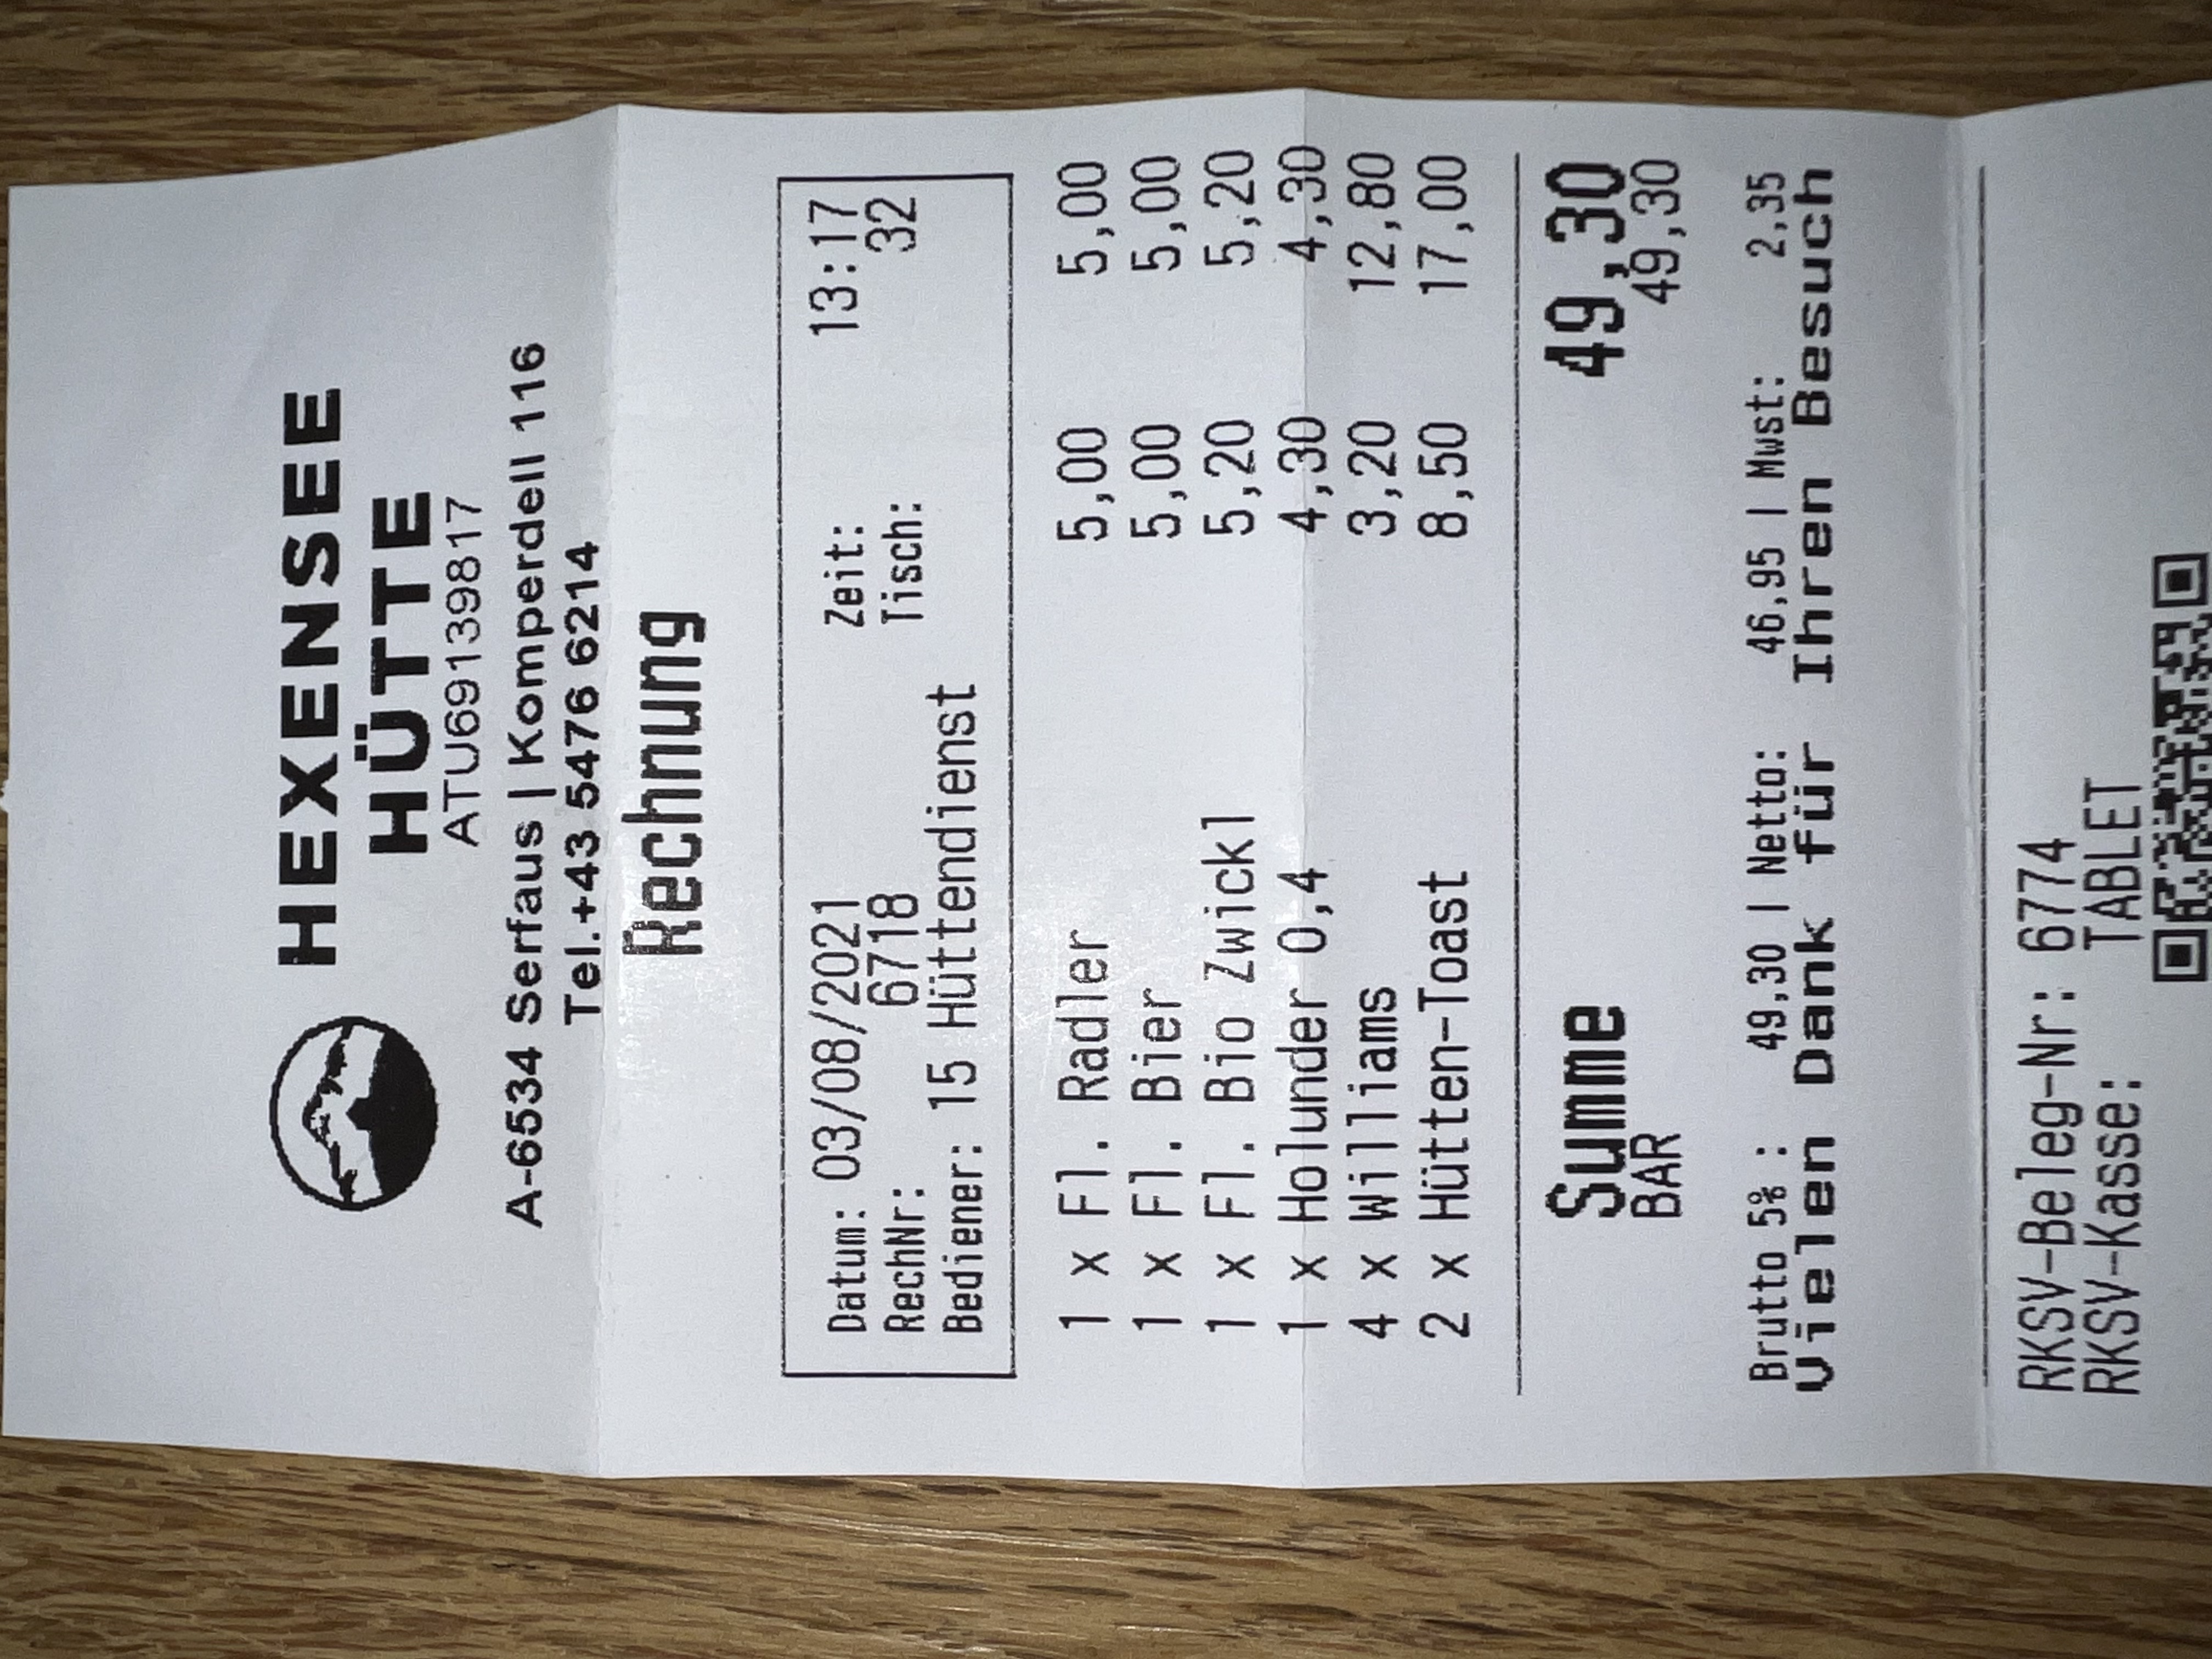 HEXENSEE
HÜTTE
ATU69139817
A-6534 Serfaus | Komperdell 116
Tel.+43 5476 6214
Rechnung
Datum: 03/08/2021 Zeit: 13:17
RechNr: 6718 Tisch: 32
Bediener: 15 Hüttendienst
1 x Fl. Radler 5,00 5,00
1 x Fl. Bier 5,00 5,00
1 x Fl. Bio Zwickl 5,20 5,20
1 x Holunder 0,4 4,30 4,30
4 x Williams 3,20 12,80
2 x Hütten-Toast 8,50 17,00
Summe 49,30
BAR 49,30
Brutto 5% : 49,30 | Netto: 46,95 | Mwst: 2,35
Vielen Dank für Ihren Besuch
RKSV-Beleg-Nr: 6774
RKSV-Kasse: TABLET